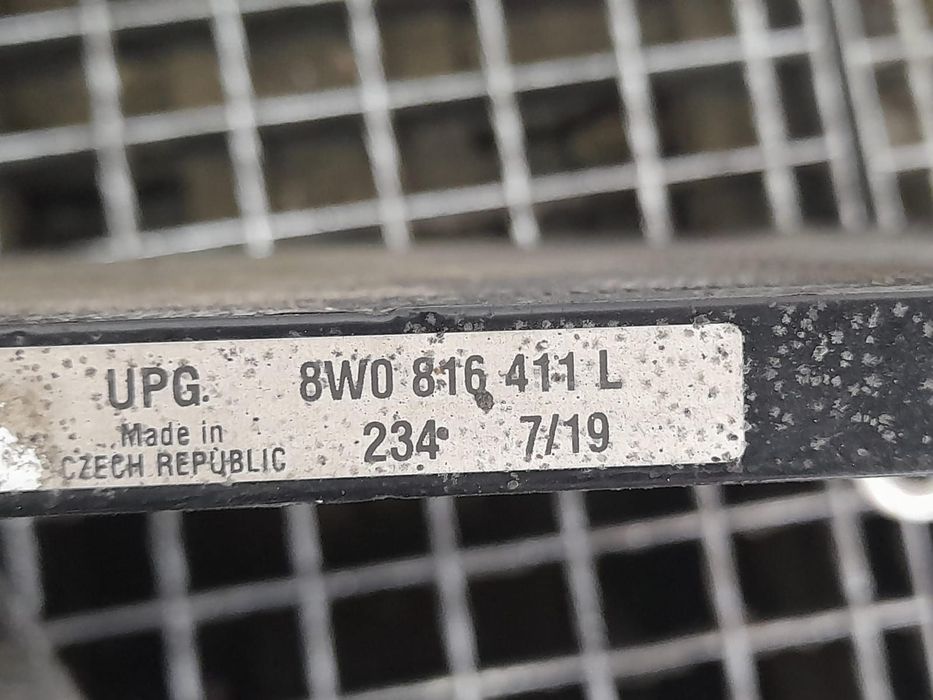 UPG. 8W0 816 411 L
Made in 234 7/19
CZECH REPUBLIC